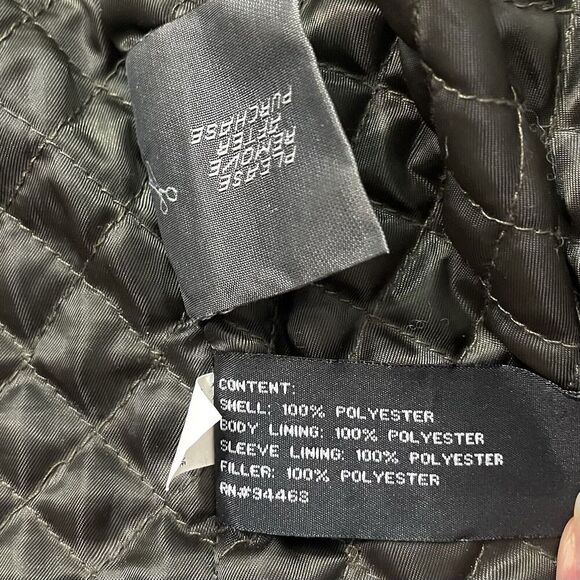 PLEASE
REMOVE
AFTER
PURCHASE
CONTENT:
SHELL: 100% POLYESTER
BODY LINING: 100% POLYESTER
SLEEVE LINING: 100% POLYESTER
FILLER: 100% POLYESTER
RN#94468